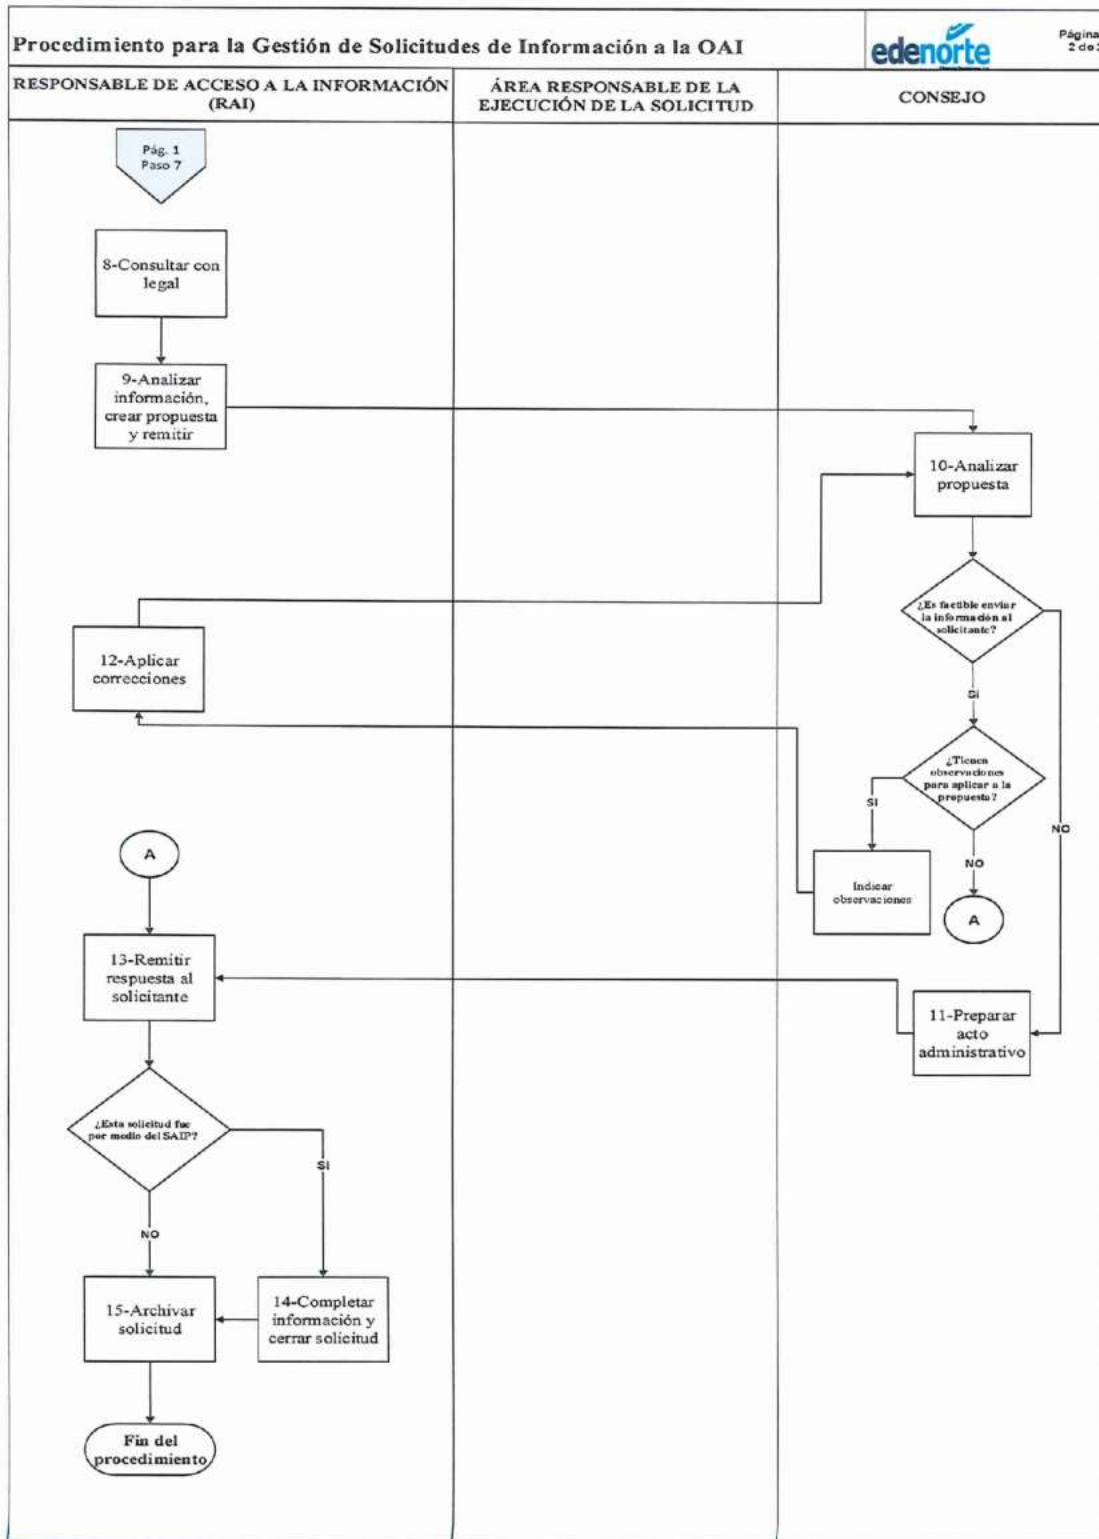 Procedimiento para la Gestión de Solicitudes de Información a la OAI
edenorte
Página
2 de
RESPONSABLE DE ACCESO A LA INFORMACIÓN
(RAI)
ÁREA RESPONSABLE DE LA
EJECUCIÓN DE LA SOLICITUD
CONSEJO
Pág. 1
Paso 7
8-Consultar con
legal
9-Analizar
información,
crear propuesta
y remitir
10-Analizar
propuesta
¿Es factible enviar
la información al
solicitante?
12-Aplicar
correcciones
SI
¿Tienen
observaciones
para aplicar a la
propuesta?
SI
NO
NO
A
Indicar
observaciones
A
13-Remitir
respuesta al
solicitante
11-Preparar
acto
administrativo
¿Esta solicitud fue
por medio del SAIP?
SI
NO
15-Archivar
solicitud
14-Completar
información y
cerrar solicitud
Fin del
procedimiento